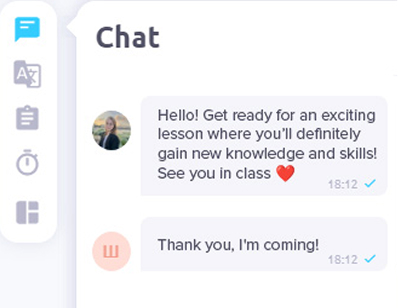 Chat
Hello! Get ready for an exciting
lesson where you'll definitely
gain new knowledge and skills!
See you in class ❤️
18:12
Ш
Thank you, I'm coming!
18:12